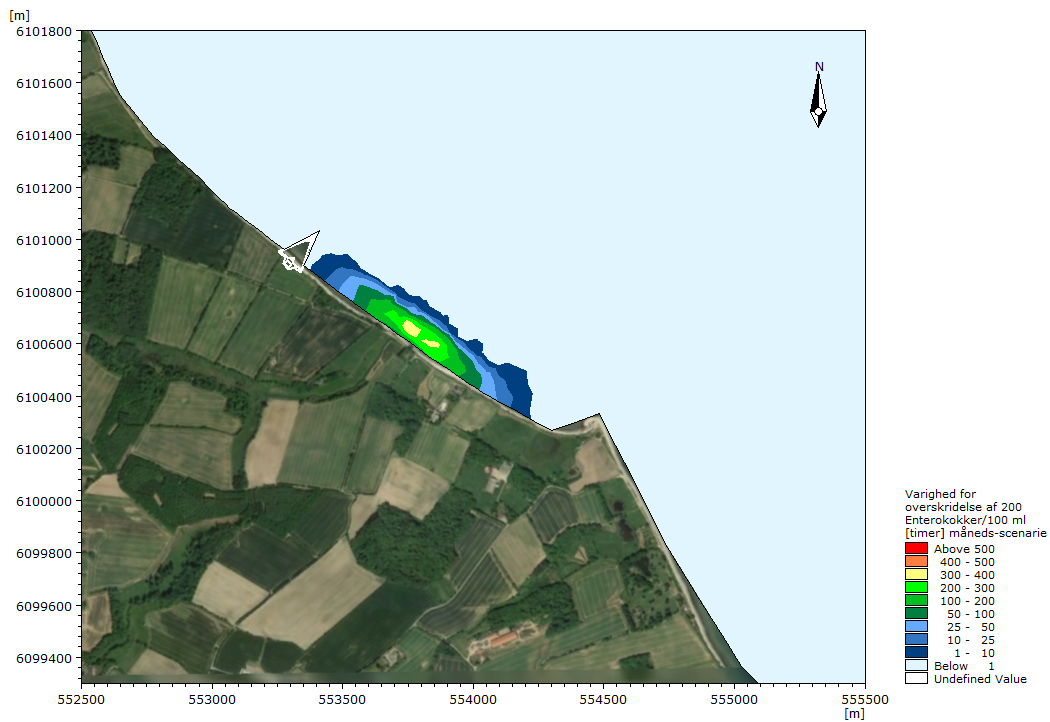 [m]
6101800
6101600
6101400
6101200
6101000
6100800
6100600
6100400
6100200
6100000
6099800
6099600
6099400
N
552500 553000 553500 554000 554500 555000 555500
[m]
Varighed for
overskridelse af 200
Enterokokker/100 ml
[timer] måneds-scenarie
Above 500
400 - 500
300 - 400
200 - 300
100 - 200
50 - 100
25 - 50
10 - 25
1 - 10
Below 1
Undefined Value